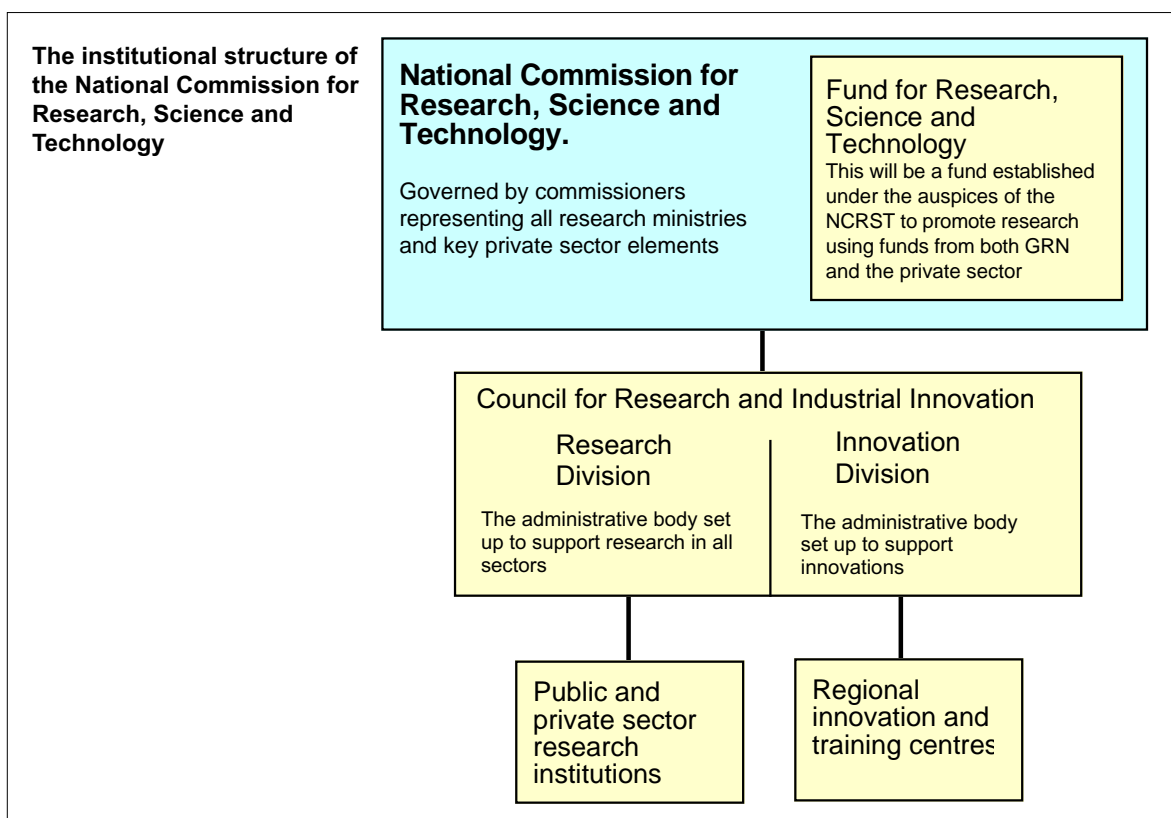 The institutional structure of
the National Commission for
Research, Science and
Technology
National Commission for
Research, Science and
Technology.
Governed by commissioners
representing all research ministries
and key private sector elements
Fund for Research,
Science and
Technology
This will be a fund established
under the auspices of the
NCRST to promote research
using funds from both GRN
and the private sector
Council for Research and Industrial Innovation
Research
Division
The administrative body set
up to support research in all
sectors
Innovation
Division
The administrative body
set up to support
innovations
Public and
private sector
research
institutions
Regional
innovation and
training centres